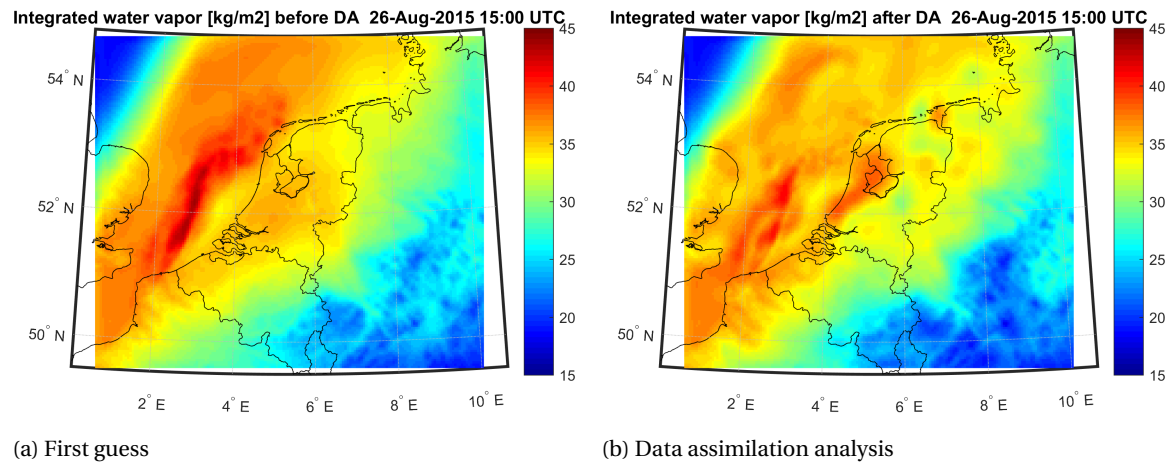 Integrated water vapor [kg/m2] before DA 26-Aug-2015 15:00 UTC
54° N
52° N
50° N
2° E
4° E
6° E
8° E
10° E
45
40
35
30
25
20
15
(a) First guess
Integrated water vapor [kg/m2] after DA 26-Aug-2015 15:00 UTC
54° N
52° N
50° N
2° E
4° E
6° E
8° E
10° E
45
40
35
30
25
20
15
(b) Data assimilation analysis